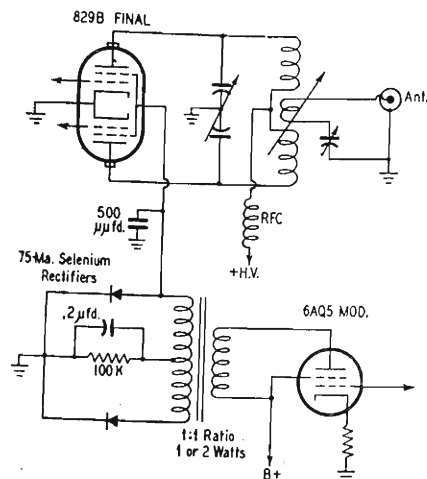 829B FINAL
Ant.
500
μμfd.
RFC
+H.V.
75-Ma. Selenium
Rectifiers
.2μfd.
100K
6AQ5 MOD.
1:1 Ratio
1 or 2 Watts
B+